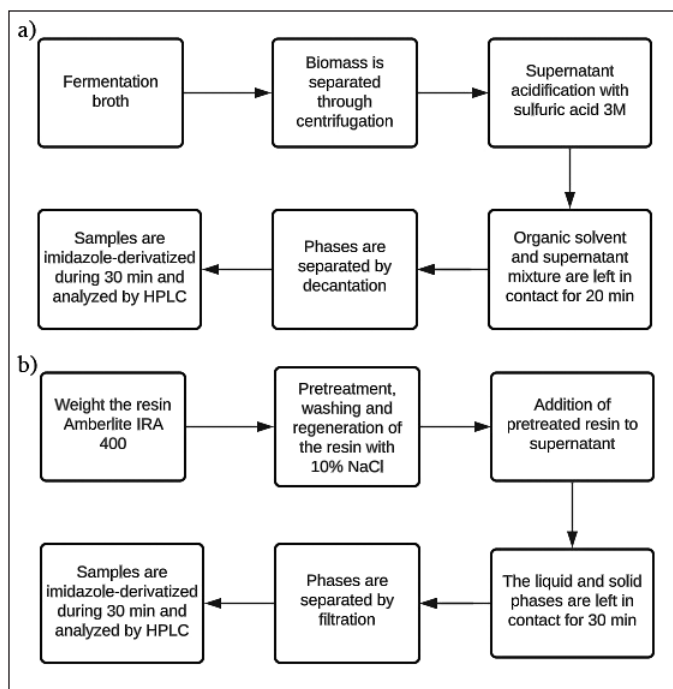 a)
Fermentation
broth
Biomass is
separated
through
centrifugation
Supernatant
acidification with
sulfuric acid 3M
Organic solvent
and supernatant
mixture are left in
contact for 20 min
Phases are
separated by
decantation
Samples are
imidazole-derivatized
during 30 min and
analyzed by HPLC
b)
Weight the resin
Amberlite IRA
400
Pretreatment,
washing and
regeneration of
the resin with
10% NaCl
Addition of
pretreated resin to
supernatant
The liquid and solid
phases are left in
contact for 30 min
Phases are
separated by
filtration
Samples are
imidazole-derivatized
during 30 min and
analyzed by HPLC